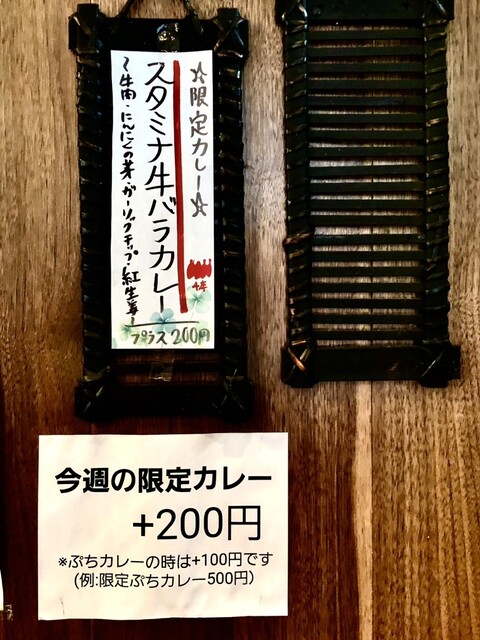 ☆限定カレー☆
スタミナ牛バラカレー
〜牛肉・にんにくの芽・ガーリックチップ・紅生姜〜
プラス200円
今週の限定カレー
+200円
※ぷちカレーの時は+100円です
(例:限定ぷちカレー500円)